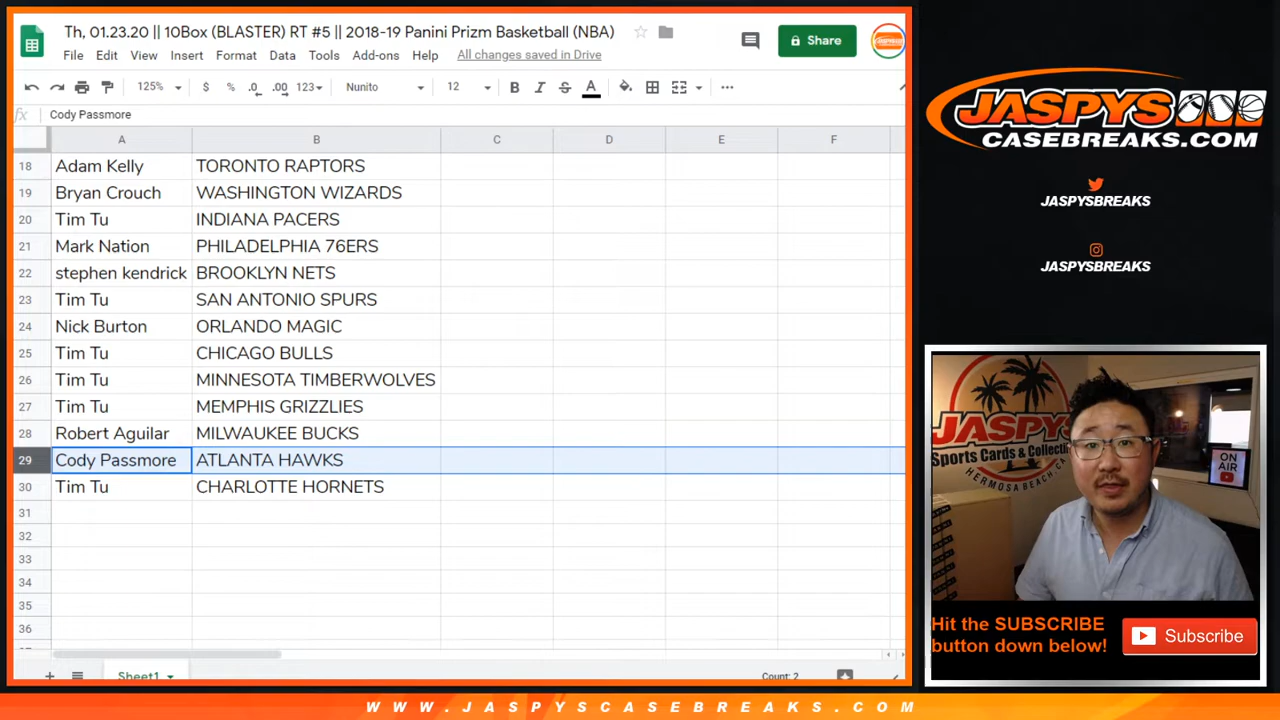 Th, 01.23.20 || 10Box (BLASTER) RT #5 || 2018-19 Panini Prizm Basketball (NBA)
File Edit View Insert Format Data Tools Add-ons Help All changes saved in Drive
Share
125% $ % .0 .00 123 Nunito 12 B I S A
fx Cody Passmore
A B C D E F
18 Adam Kelly TORONTO RAPTORS
19 Bryan Crouch WASHINGTON WIZARDS
20 Tim Tu INDIANA PACERS
21 Mark Nation PHILADELPHIA 76ERS
22 stephen kendrick BROOKLYN NETS
23 Tim Tu SAN ANTONIO SPURS
24 Nick Burton ORLANDO MAGIC
25 Tim Tu CHICAGO BULLS
26 Tim Tu MINNESOTA TIMBERWOLVES
27 Tim Tu MEMPHIS GRIZZLIES
28 Robert Aguilar MILWAUKEE BUCKS
29 Cody Passmore ATLANTA HAWKS
30 Tim Tu CHARLOTTE HORNETS
31
32
33
34
35
36
Sheet1 Count: 2
JASPYS
CASEBREAKS.COM
JASPYSBREAKS
JASPYSBREAKS
JASPYS
Sports Cards & Collectib
HERMOSA BEACH, CA
ON AIR
Hit the SUBSCRIBE
button down below!
Subscribe
WWW.JASPYSCASEBREAKS.COM